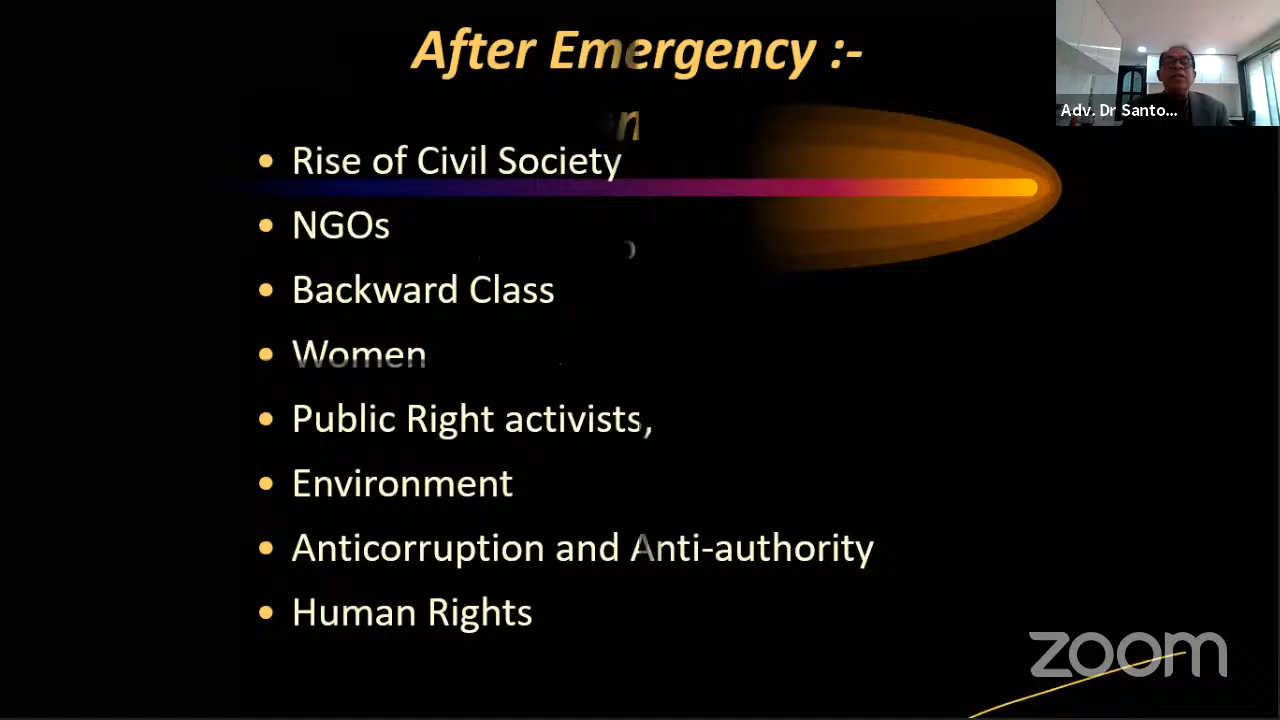 After Emergency :-
Adv. Dr Santo...
• Rise of Civil Society
• NGOs
• Backward Class
• Women
• Public Right activists,
• Environment
• Anticorruption and Anti-authority
• Human Rights
zoom